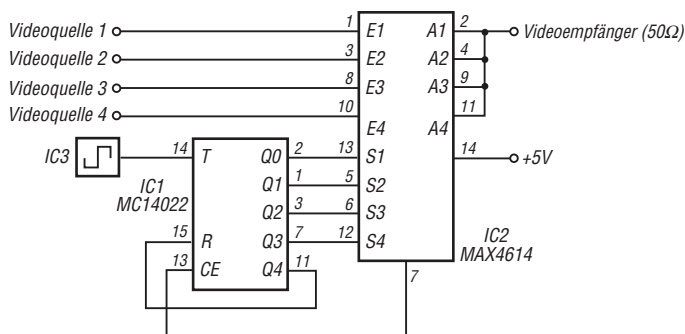 Videoquelle 1
Videoquelle 2
Videoquelle 3
Videoquelle 4
1 E1 A1 2
3 E2 A2 4
8 E3 A3 9
10 E4 A4 11
Videoempfänger (50Ω)
13 S1 14 +5V
5 S2
6 S3
12 S4
7
IC2
MAX4614
IC3
14 T Q0 2
Q1 1
Q2 3
15 R Q3 7
13 CE Q4 11
IC1
MC14022